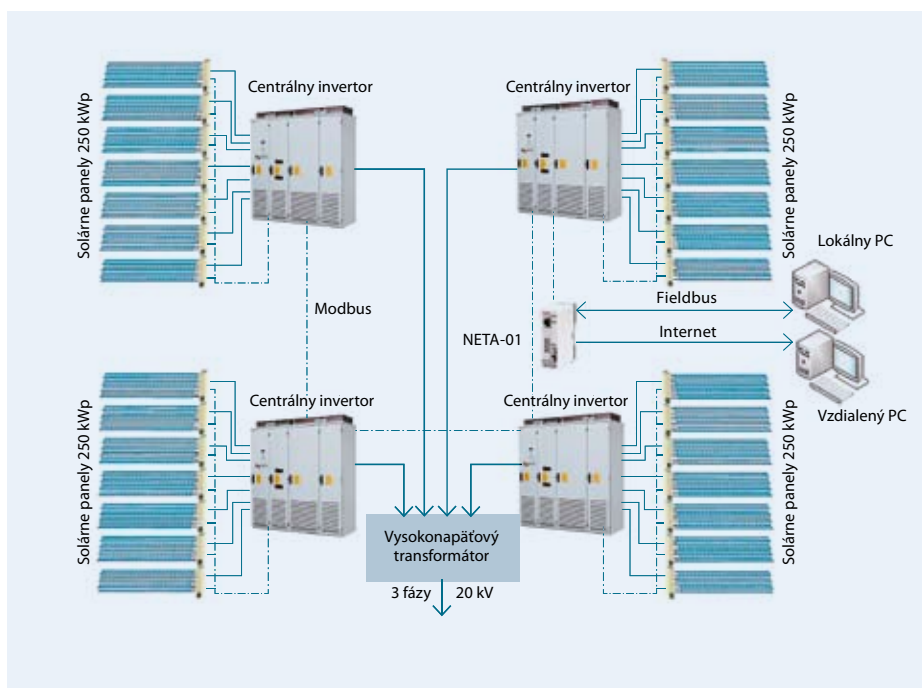 Centrálny invertor
Centrálny invertor
Solárne panely 250 kWp
Solárne panely 250 kWp
Lokálny PC
Fieldbus
Modbus
NETA-01
Internet
Centrálny invertor
Centrálny invertor
Vzdialený PC
Solárne panely 250 kWp
Solárne panely 250 kWp
Vysokonapäťový
transformátor
3 fázy 20 kV